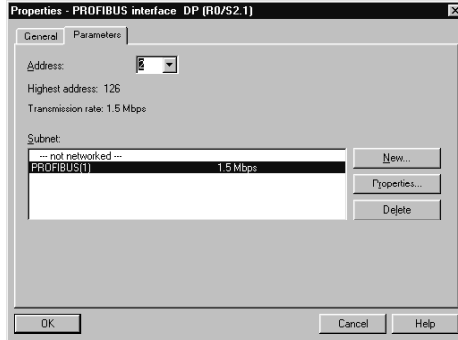 Properties - PROFIBUS interface DP (R0/S2.1)
General Parameters
Address: 2
Highest address: 126
Transmission rate: 1.5 Mbps
Subnet:
--- not networked ---
PROFIBUS(1) 1.5 Mbps
New...
Properties...
Delete
OK Cancel Help